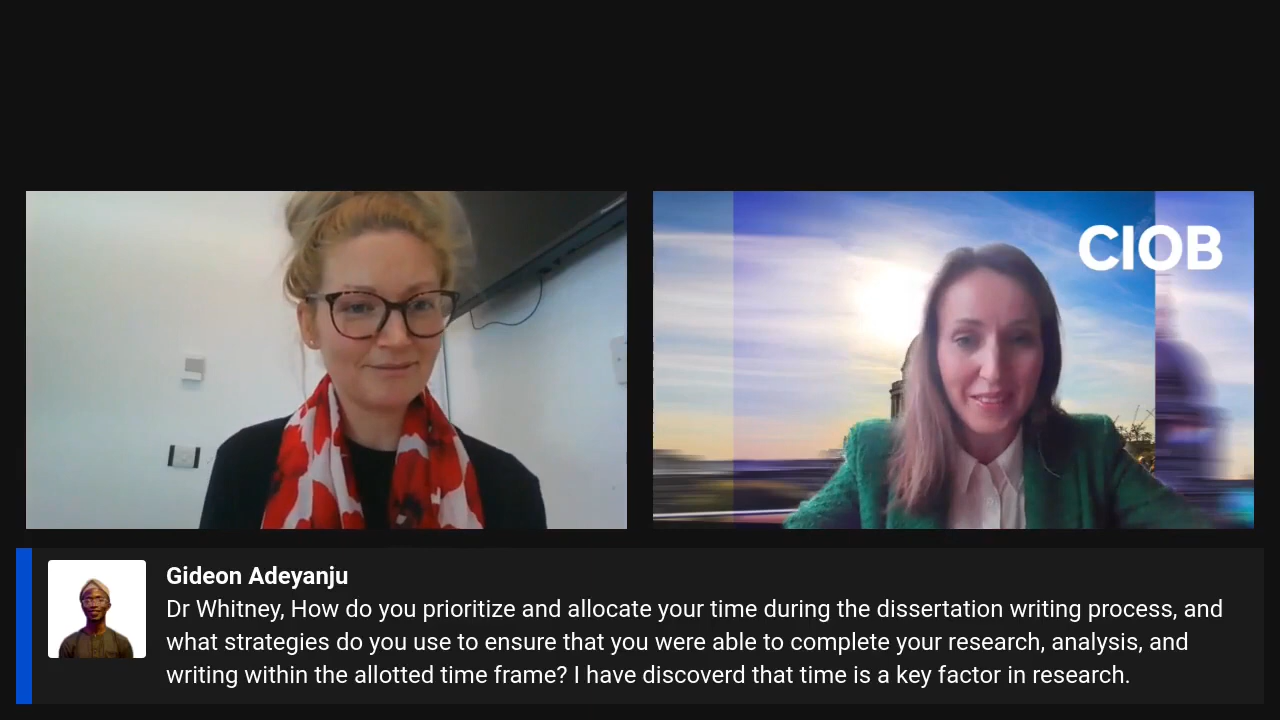 CIOB
Gideon Adeyanju
Dr Whitney, How do you prioritize and allocate your time during the dissertation writing process, and
what strategies do you use to ensure that you were able to complete your research, analysis, and
writing within the allotted time frame? I have discoverd that time is a key factor in research.